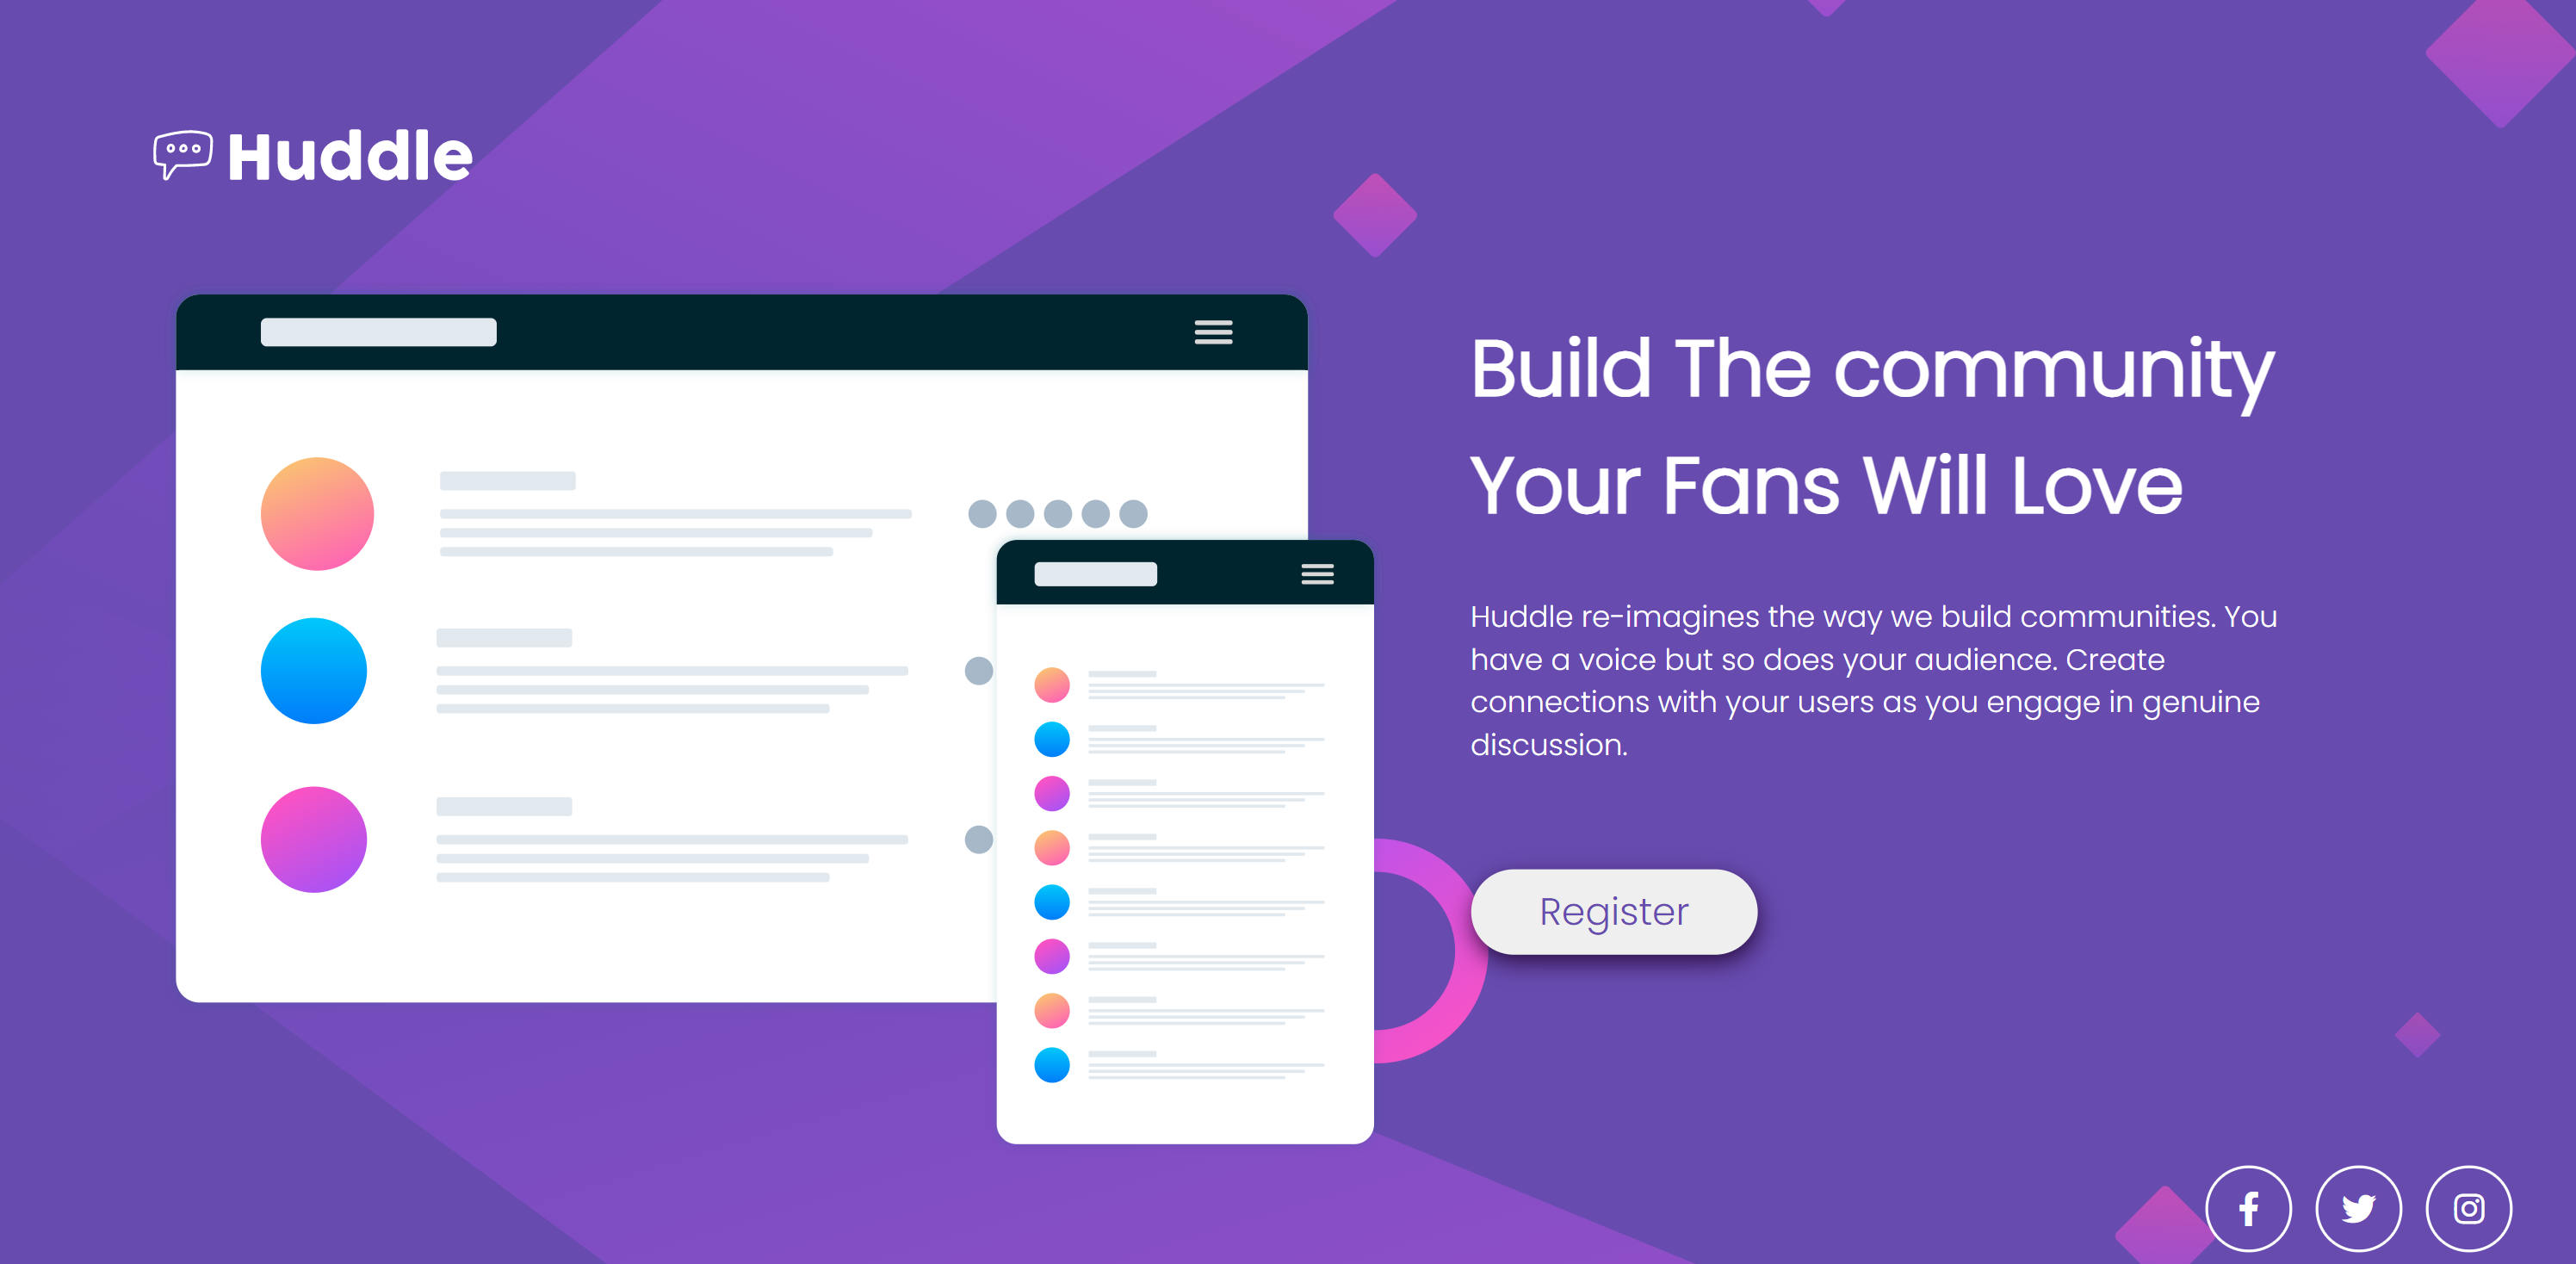 Huddle
Build The community
Your Fans Will Love
Huddle re-imagines the way we build communities. You
have a voice but so does your audience. Create
connections with your users as you engage in genuine
discussion.
Register